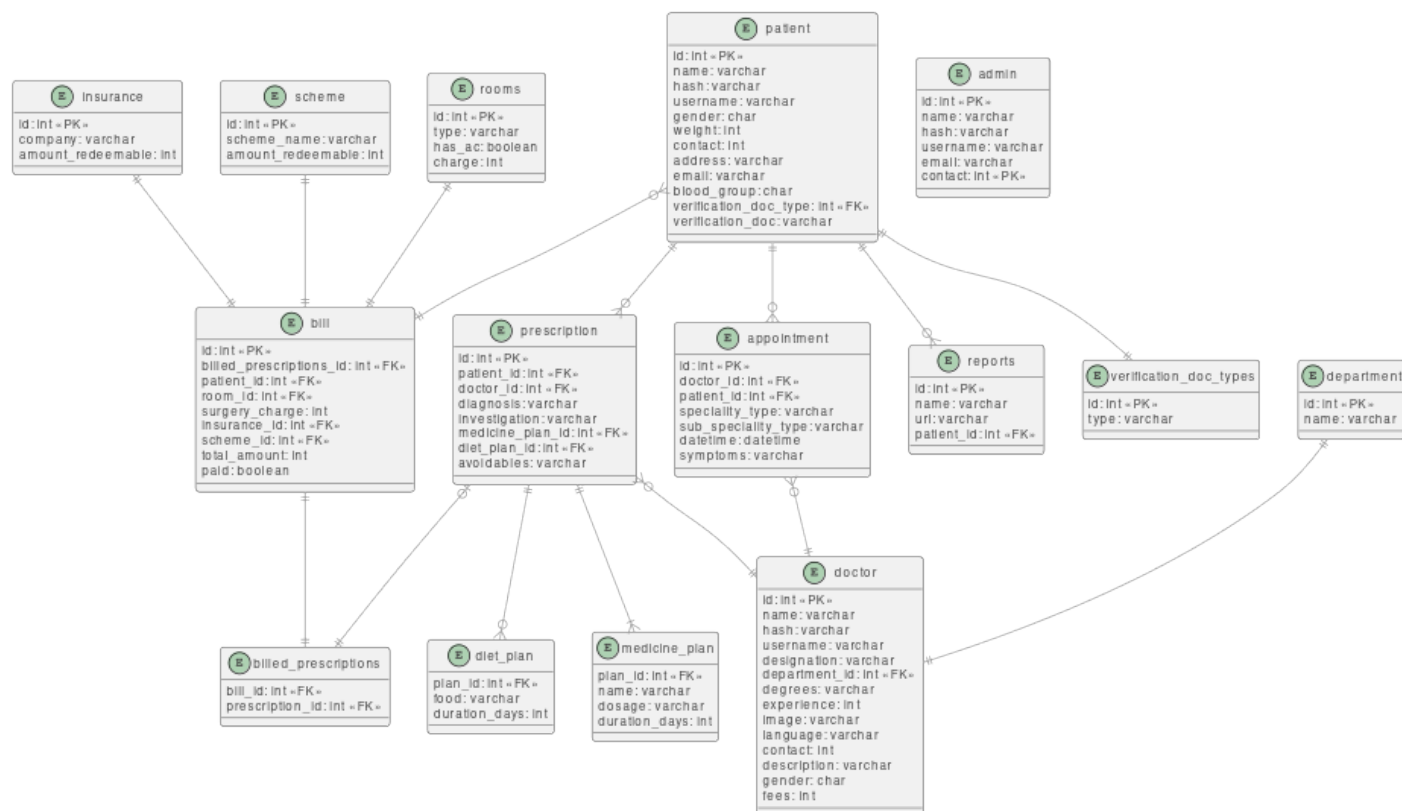 E patient
id: int «PK»
name: varchar
hash: varchar
username: varchar
gender: char
weight: int
contact: int
address: varchar
email: varchar
blood_group: char
verification_doc_type: int «FK»
verification_doc: varchar
E admin
id: int «PK»
name: varchar
hash: varchar
username: varchar
email: varchar
contact: int «PK»
E insurance
id: int «PK»
company: varchar
amount_redeemable: int
E scheme
id: int «PK»
scheme_name: varchar
amount_redeemable: int
E rooms
id: int «PK»
type: varchar
has_ac: boolean
charge: int
E bill
id: int «PK»
billed_prescriptions_id: int «FK»
patient_id: int «FK»
room_id: int «FK»
surgery_charge: int
insurance_id: int «FK»
scheme_id: int «FK»
total_amount: int
paid: boolean
E prescription
id: int «PK»
patient_id: int «FK»
doctor_id: int «FK»
diagnosis: varchar
investigation: varchar
medicine_plan_id: int «FK»
diet_plan_id: int «FK»
avoidables: varchar
E appointment
id: int «PK»
doctor_id: int «FK»
patient_id: int «FK»
speciality_type: varchar
sub_speciality_type: varchar
datetime: datetime
symptoms: varchar
E reports
id: int «PK»
name: varchar
url: varchar
patient_id: int «FK»
E verification_doc_types
id: int «PK»
type: varchar
E department
id: int «PK»
name: varchar
E billed_prescriptions
bill_id: int «FK»
prescription_id: int «FK»
E diet_plan
plan_id: int «FK»
food: varchar
duration_days: int
E medicine_plan
plan_id: int «FK»
name: varchar
dosage: varchar
duration_days: int
E doctor
id: int «PK»
name: varchar
hash: varchar
username: varchar
designation: varchar
department_id: int «FK»
degrees: varchar
experience: int
image: varchar
language: varchar
contact: int
description: varchar
gender: char
fees: int